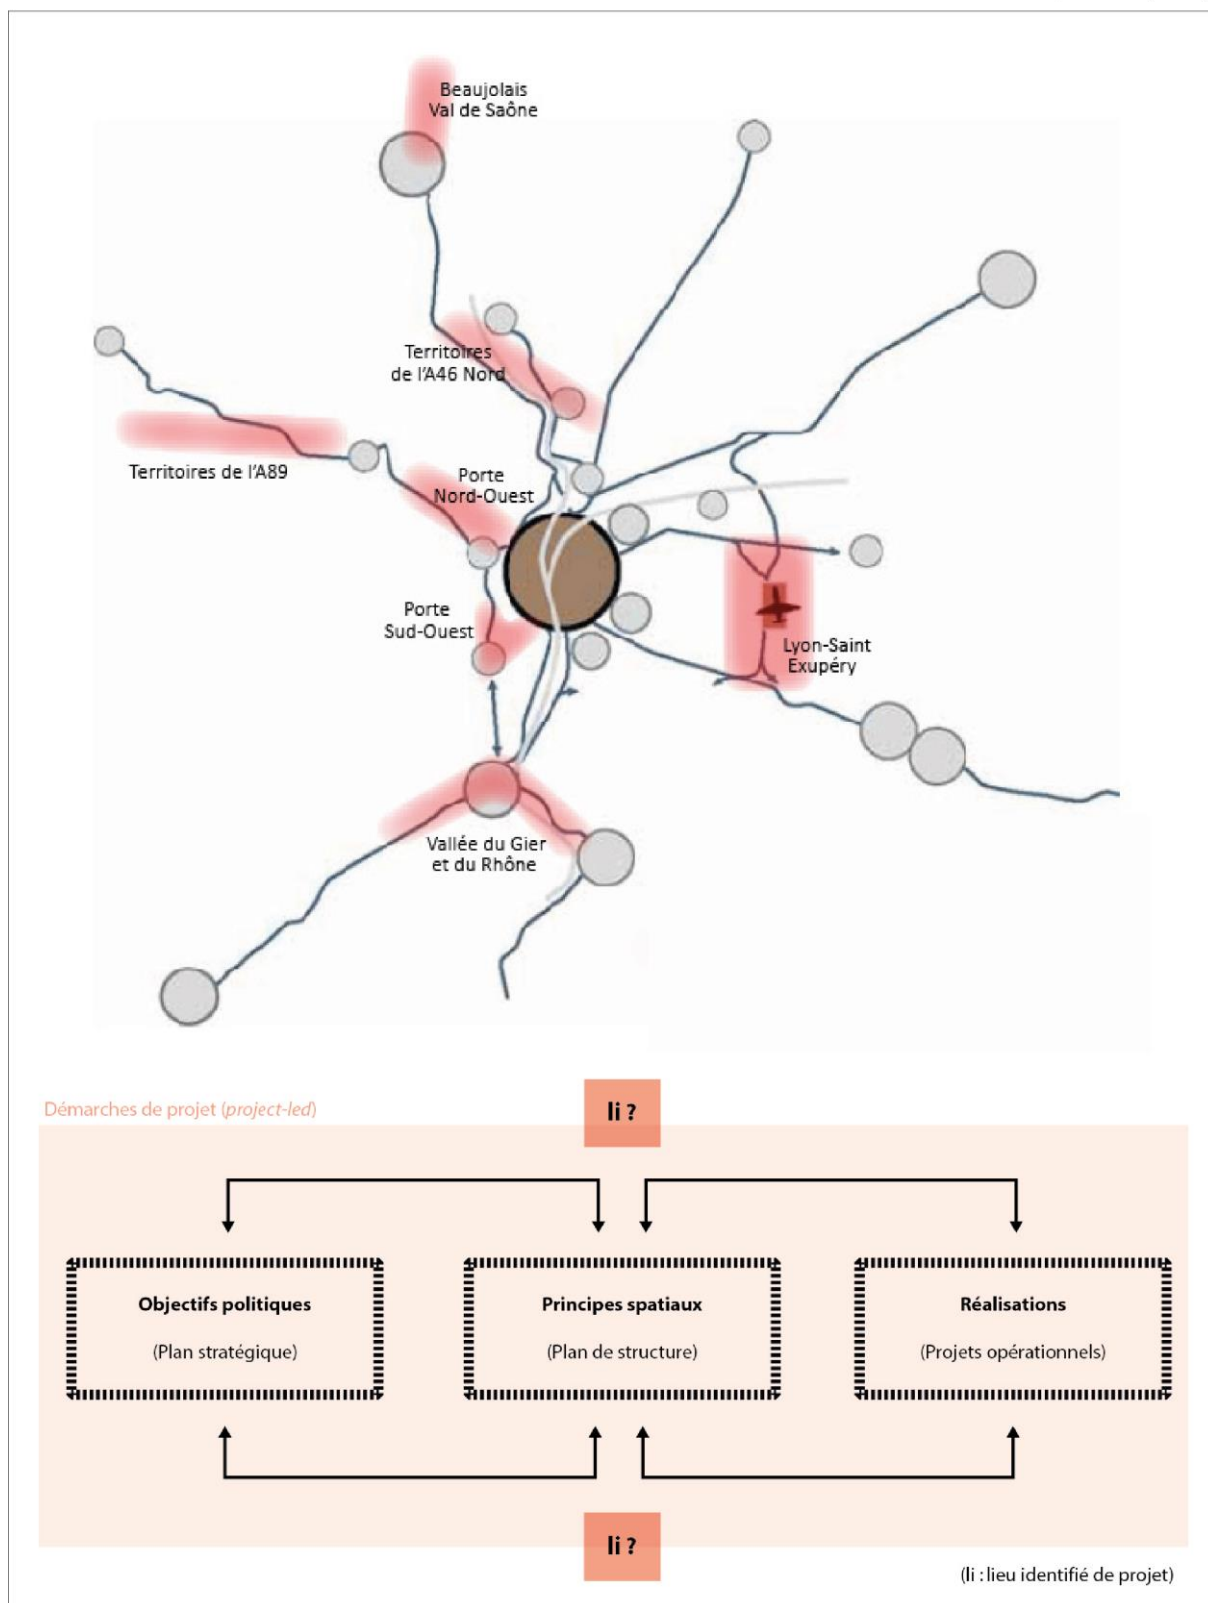 Beaujolais
Val de Saône
Territoires
de l'A46 Nord
Territoires de l'A89
Porte
Nord-Ouest
Porte
Sud-Ouest
Lyon-Saint
Exupéry
Vallée du Gier
et du Rhône
Démarches de projet (project-led)
li ?
Objectifs politiques
(Plan stratégique)
Principes spatiaux
(Plan de structure)
Réalisations
(Projets opérationnels)
li ?
(li : lieu identifié de projet)